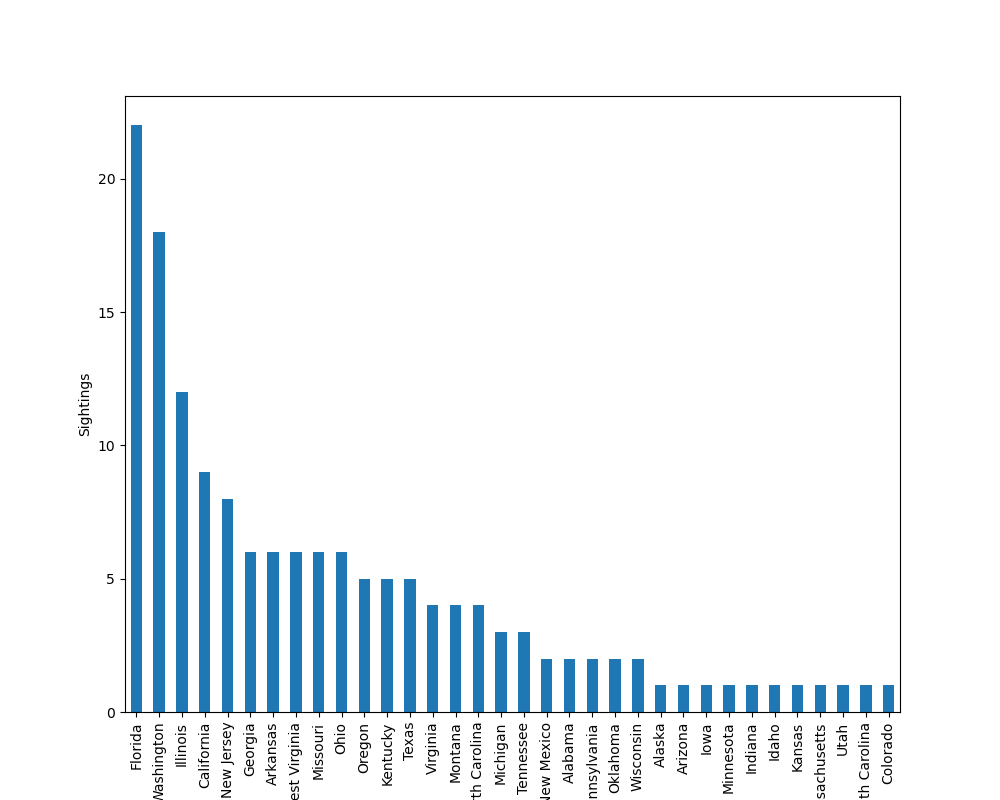 Sightings
20
15
10
5
0
Florida
Washington
Illinois
California
New Jersey
Georgia
Arkansas
est Virginia
Missouri
Ohio
Oregon
Kentucky
Texas
Virginia
Montana
th Carolina
Michigan
Tennessee
New Mexico
Alabama
nnsylvania
Oklahoma
Wisconsin
Alaska
Arizona
Iowa
Minnesota
Indiana
Idaho
Kansas
sachusetts
Utah
th Carolina
Colorado